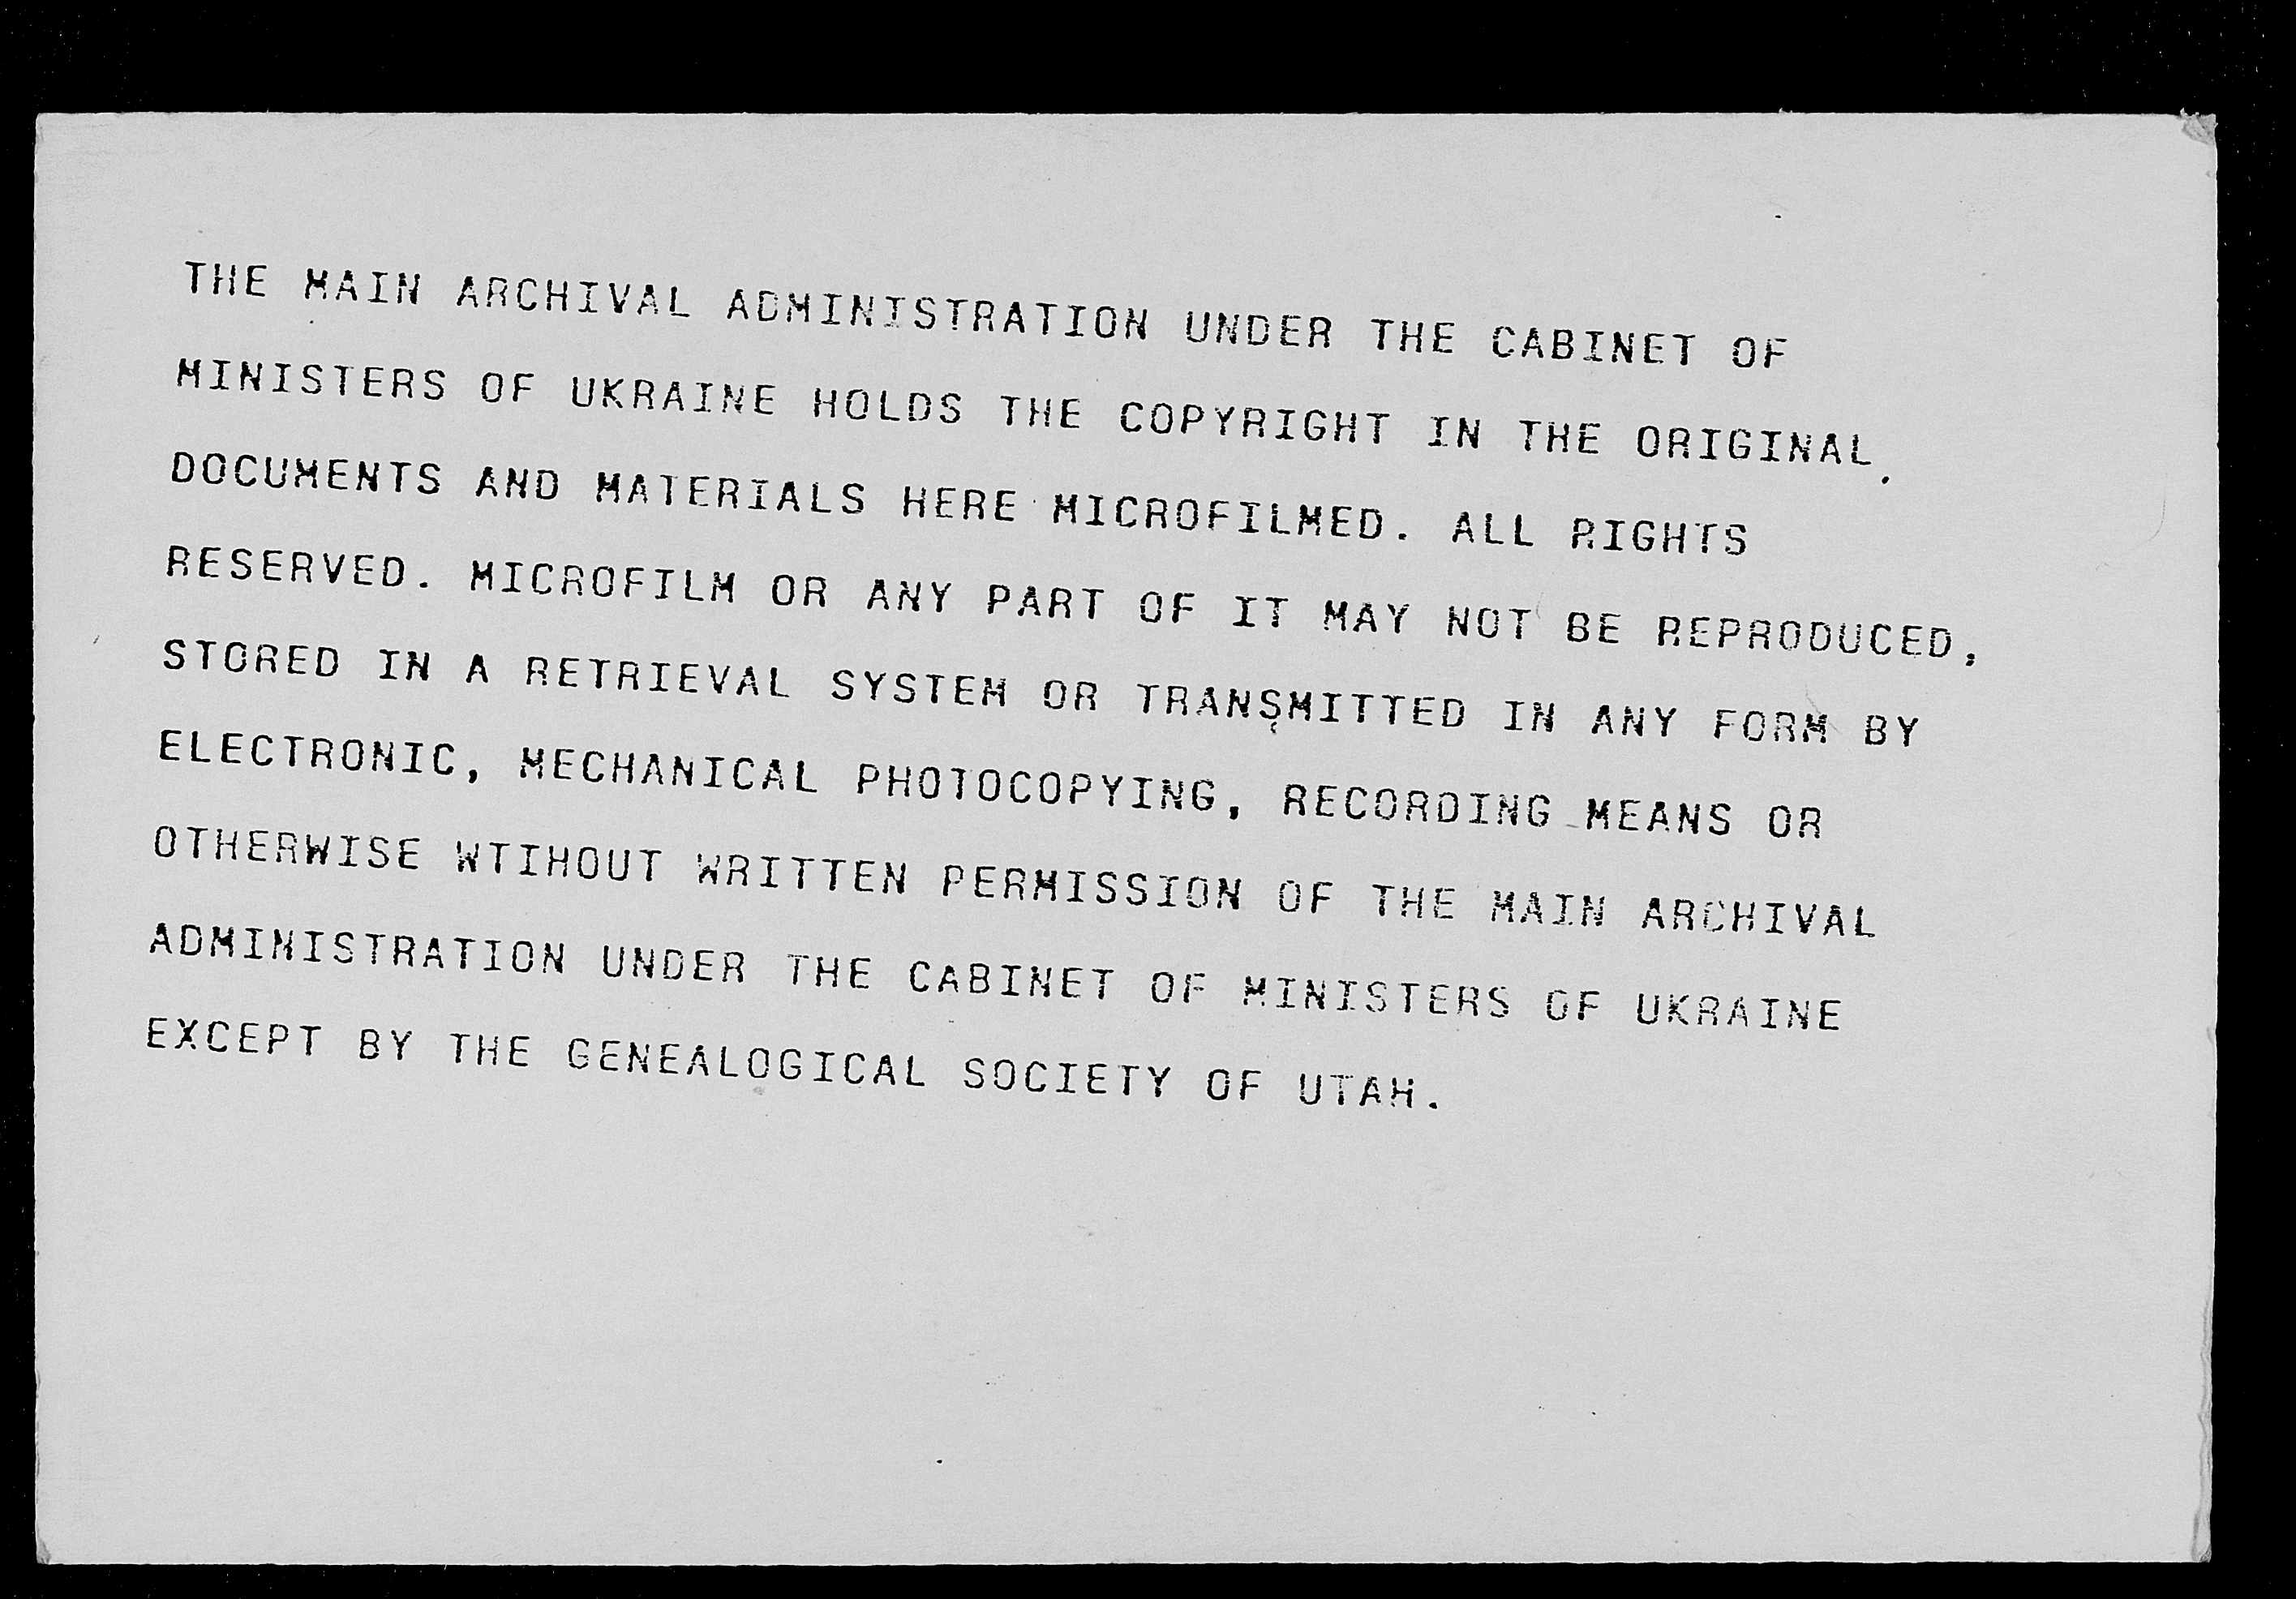 THE MAIN ARCHIVAL ADMINISTRATION UNDER THE CABINET OF
MINISTERS OF UKRAINE HOLDS THE COPYRIGHT IN THE ORIGINAL
DOCUMENTS AND MATERIALS HERE MICROFILMED. ALL RIGHTS
RESERVED. MICROFILM OR ANY PART OF IT MAY NOT BE REPRODUCED,
STORED IN A RETRIEVAL SYSTEM OR TRANSMITTED IN ANY FORM BY
ELECTRONIC, MECHANICAL PHOTOCOPYING, RECORDING MEANS OR
OTHERWISE WTIHOUT WRITTEN PERMISSION OF THE MAIN ARCHIVAL
ADMINISTRATION UNDER THE CABINET OF MINISTERS OF UKRAINE
EXCEPT BY THE GENEALOGICAL SOCIETY OF UTAH.